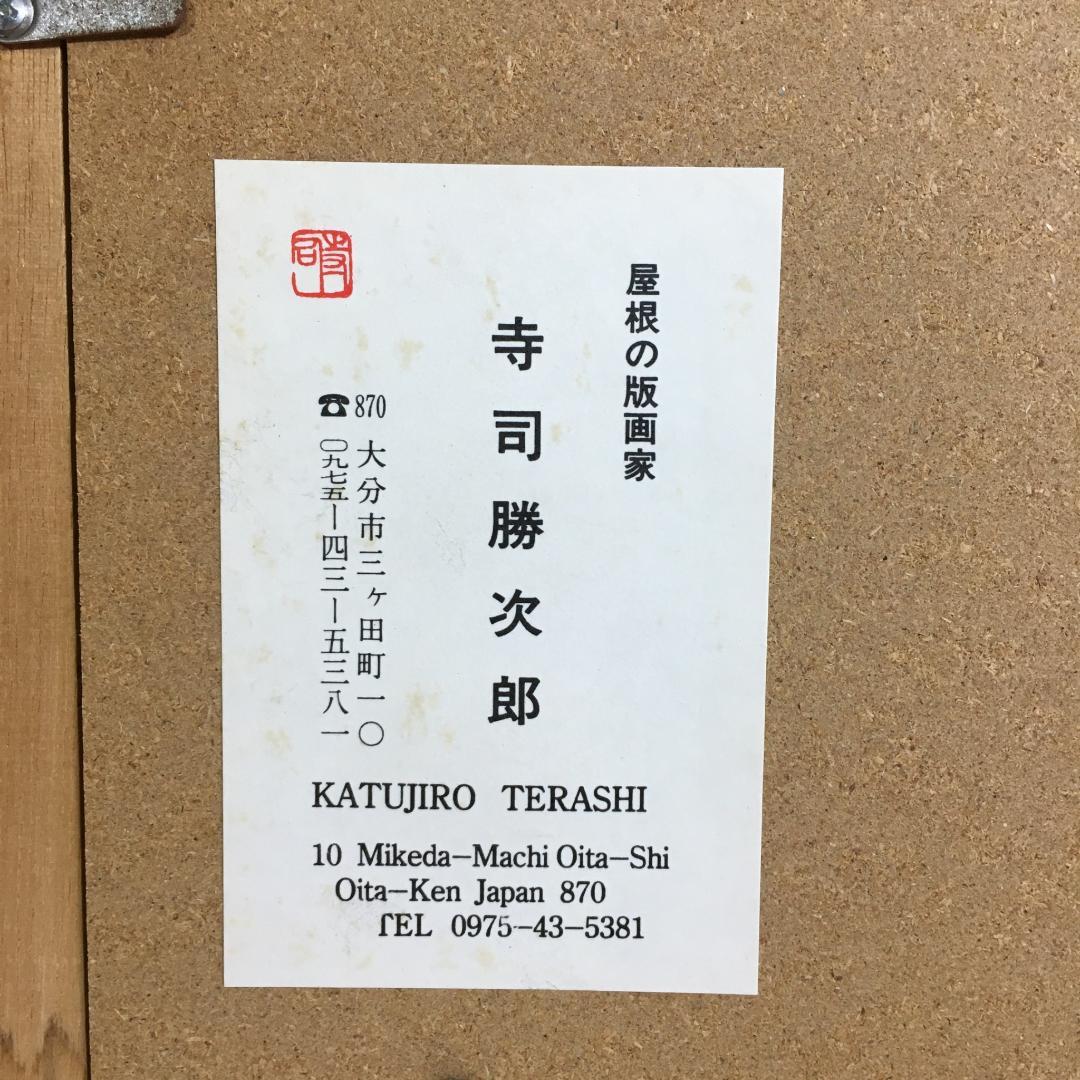 屋根の版画家
寺司勝次郎
870 大分市三ヶ田町一〇
☎ 〇九七五ー四三ー五三八一
KATUJIRO TERASHI
10 Mikeda-Machi Oita-Shi
Oita-Ken Japan 870
TEL 0975-43-5381